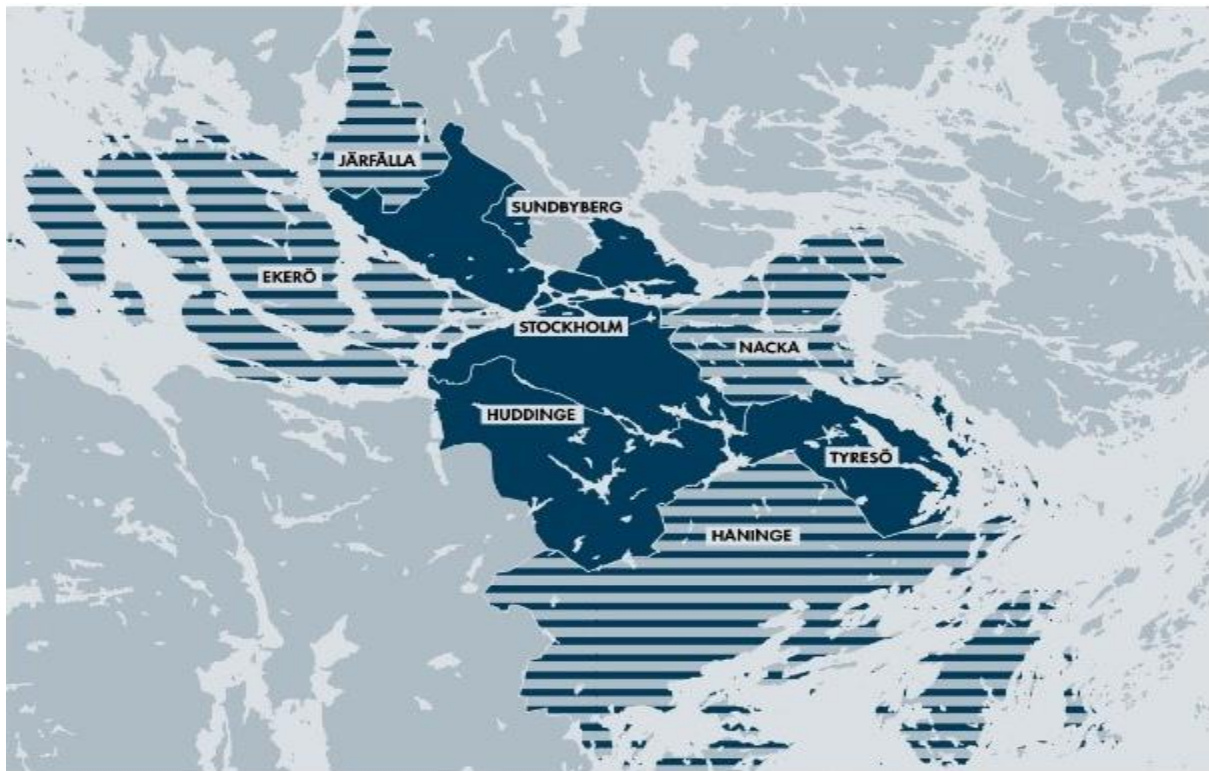 JÄRFÄLLA
SUNDBYBERG
EKERÖ
STOCKHOLM
NACKA
HUDDINGE
TYRESÖ
HANINGE